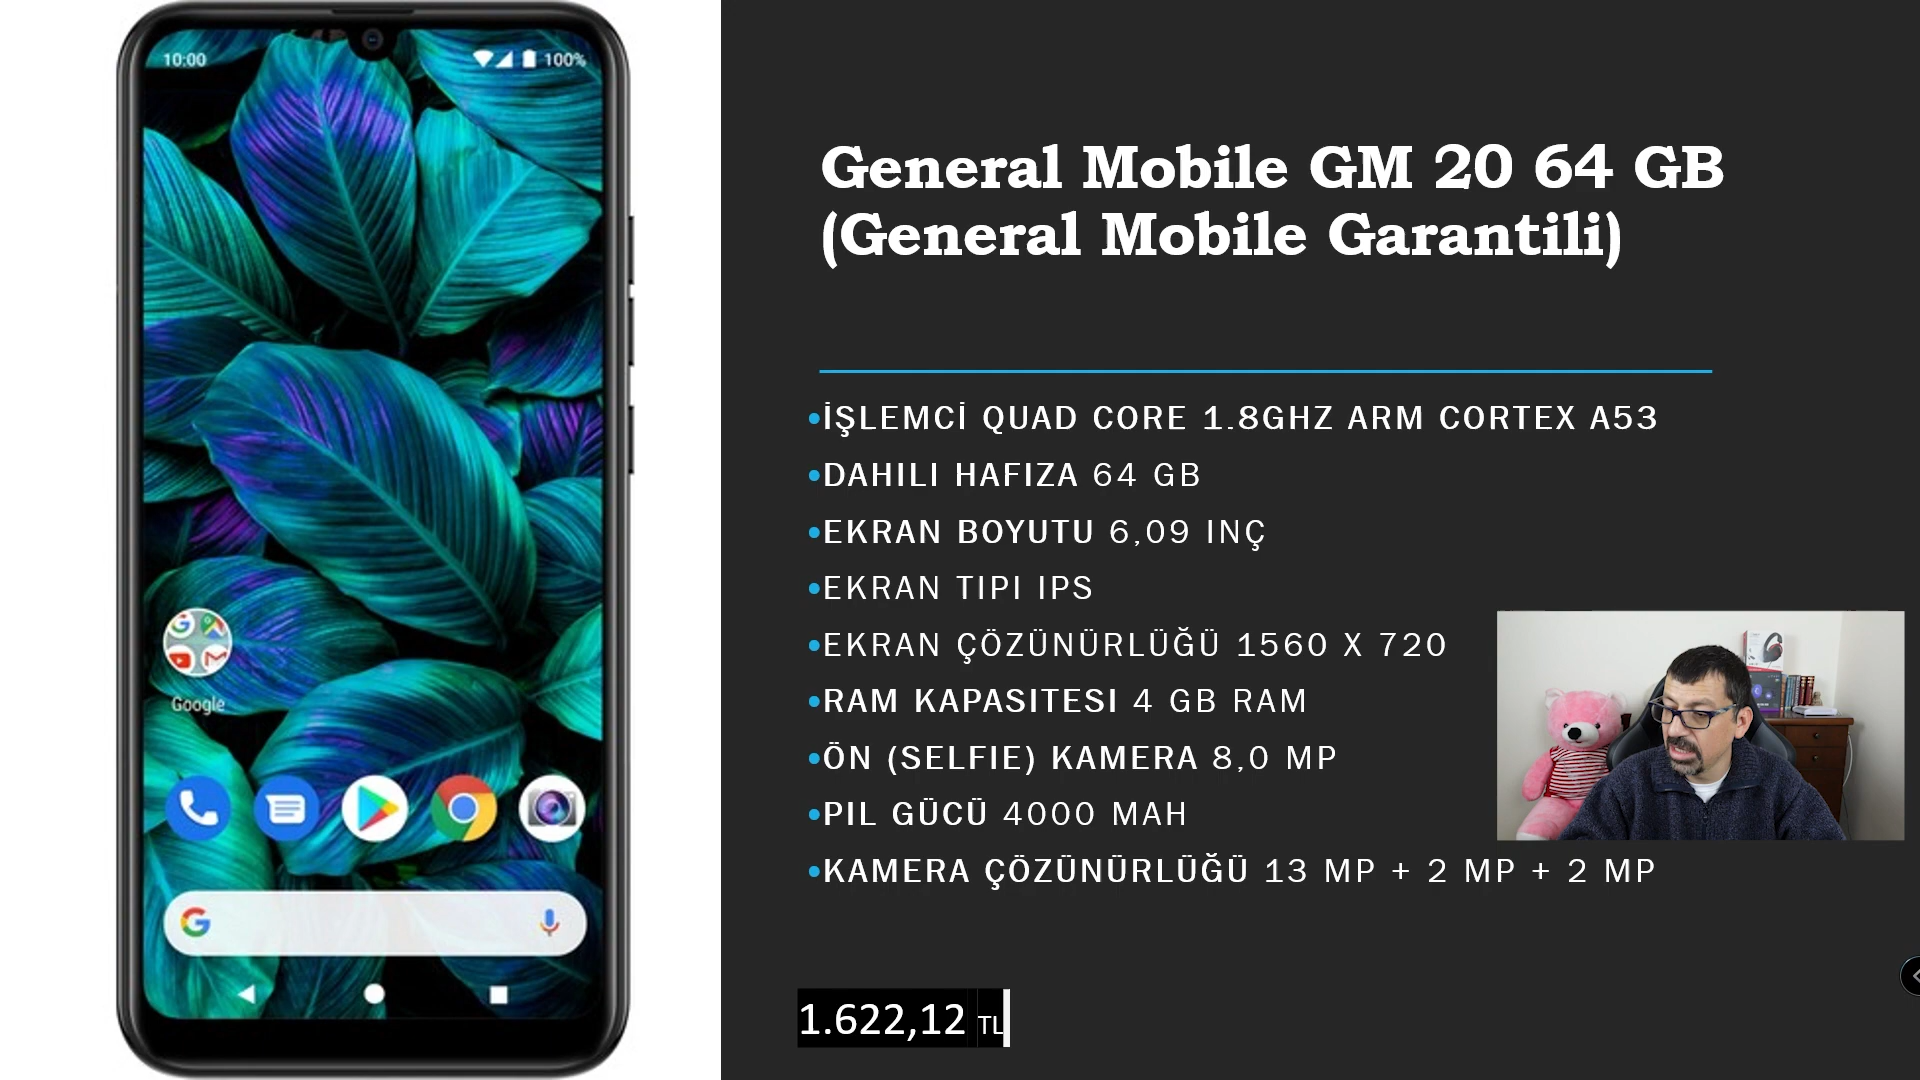 10:00
100%
Google
General Mobile GM 20 64 GB
(General Mobile Garantili)
•İŞLEMCİ QUAD CORE 1.8GHZ ARM CORTEX A53
•DAHILI HAFIZA 64 GB
•EKRAN BOYUTU 6,09 INÇ
•EKRAN TIPI IPS
•EKRAN ÇÖZÜNÜRLÜĞÜ 1560 X 720
•RAM KAPASITESI 4 GB RAM
•ÖN (SELFIE) KAMERA 8,0 MP
•PIL GÜCÜ 4000 MAH
•KAMERA ÇÖZÜNÜRLÜĞÜ 13 MP + 2 MP + 2 MP
1.622,12 TL